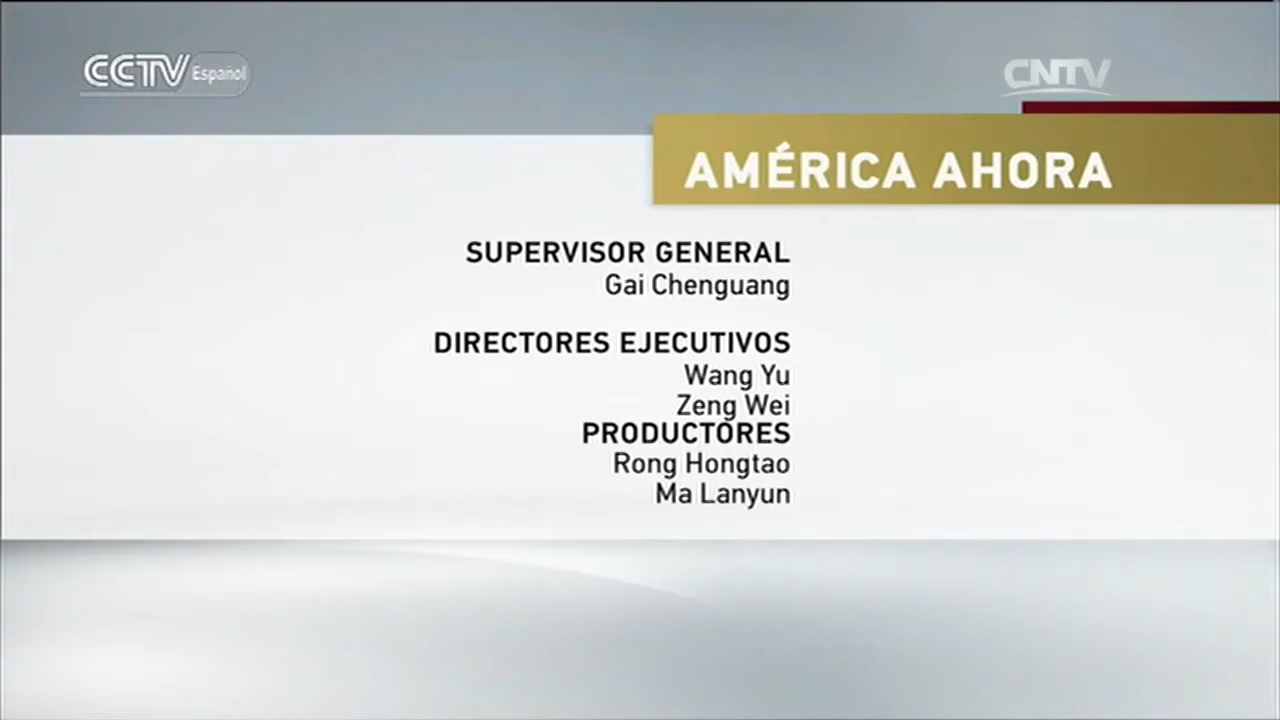 CCTV Español
CNTV
AMÉRICA AHORA
SUPERVISOR GENERAL
Gai Chenguang
DIRECTORES EJECUTIVOS
Wang Yu
Zeng Wei
PRODUCTORES
Rong Hongtao
Ma Lanyun